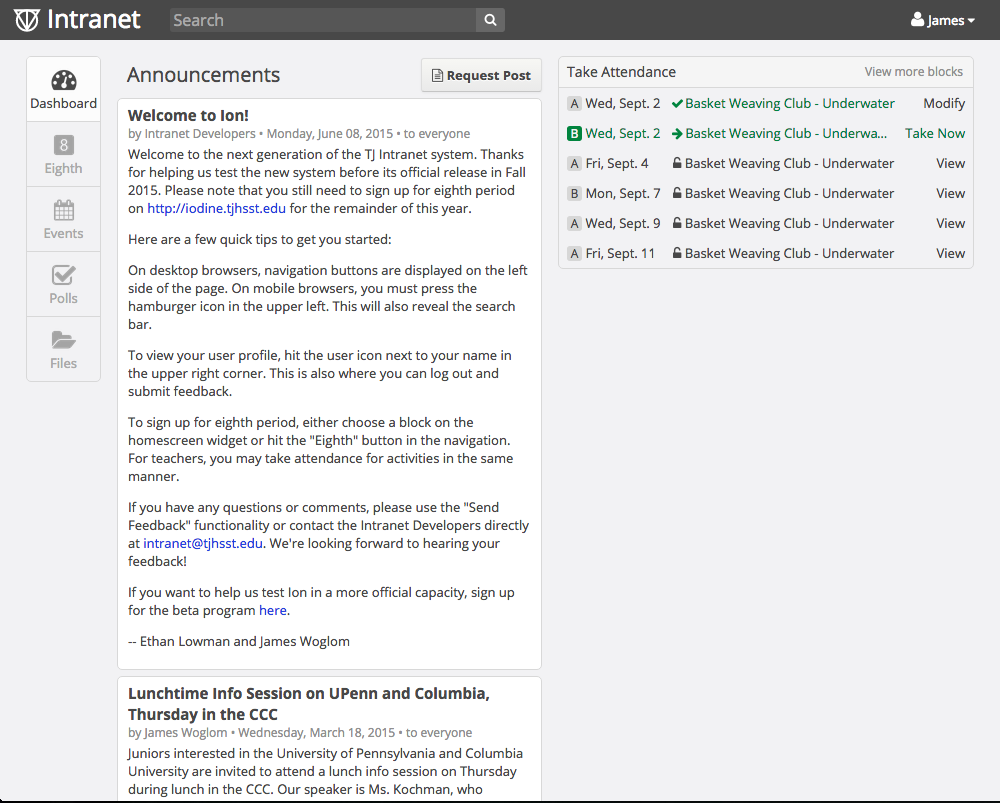 Intranet
Search
James
Dashboard
8
Eighth
Events
Polls
Files
Announcements
Request Post
Welcome to Ion!
by Intranet Developers • Monday, June 08, 2015 • to everyone
Welcome to the next generation of the TJ Intranet system. Thanks
for helping us test the new system before its official release in Fall
2015. Please note that you still need to sign up for eighth period
on http://iodine.tjhsst.edu for the remainder of this year.
Here are a few quick tips to get you started:
On desktop browsers, navigation buttons are displayed on the left
side of the page. On mobile browsers, you must press the
hamburger icon in the upper left. This will also reveal the search
bar.
To view your user profile, hit the user icon next to your name in
the upper right corner. This is also where you can log out and
submit feedback.
To sign up for eighth period, either choose a block on the
homescreen widget or hit the "Eighth" button in the navigation.
For teachers, you may take attendance for activities in the same
manner.
If you have any questions or comments, please use the "Send
Feedback" functionality or contact the Intranet Developers directly
at intranet@tjhsst.edu. We're looking forward to hearing your
feedback!
If you want to help us test Ion in a more official capacity, sign up
for the beta program here.
-- Ethan Lowman and James Woglom
Lunchtime Info Session on UPenn and Columbia,
Thursday in the CCC
by James Woglom • Wednesday, March 18, 2015 • to everyone
Juniors interested in the University of Pennsylvania and Columbia
University are invited to attend a lunch info session on Thursday
during lunch in the CCC. Our speaker is Ms. Kochman, who
Take Attendance View more blocks
A Wed, Sept. 2 Basket Weaving Club - Underwater Modify
B Wed, Sept. 2 Basket Weaving Club - Underwa... Take Now
A Fri, Sept. 4 Basket Weaving Club - Underwater View
B Mon, Sept. 7 Basket Weaving Club - Underwater View
A Wed, Sept. 9 Basket Weaving Club - Underwater View
A Fri, Sept. 11 Basket Weaving Club - Underwater View